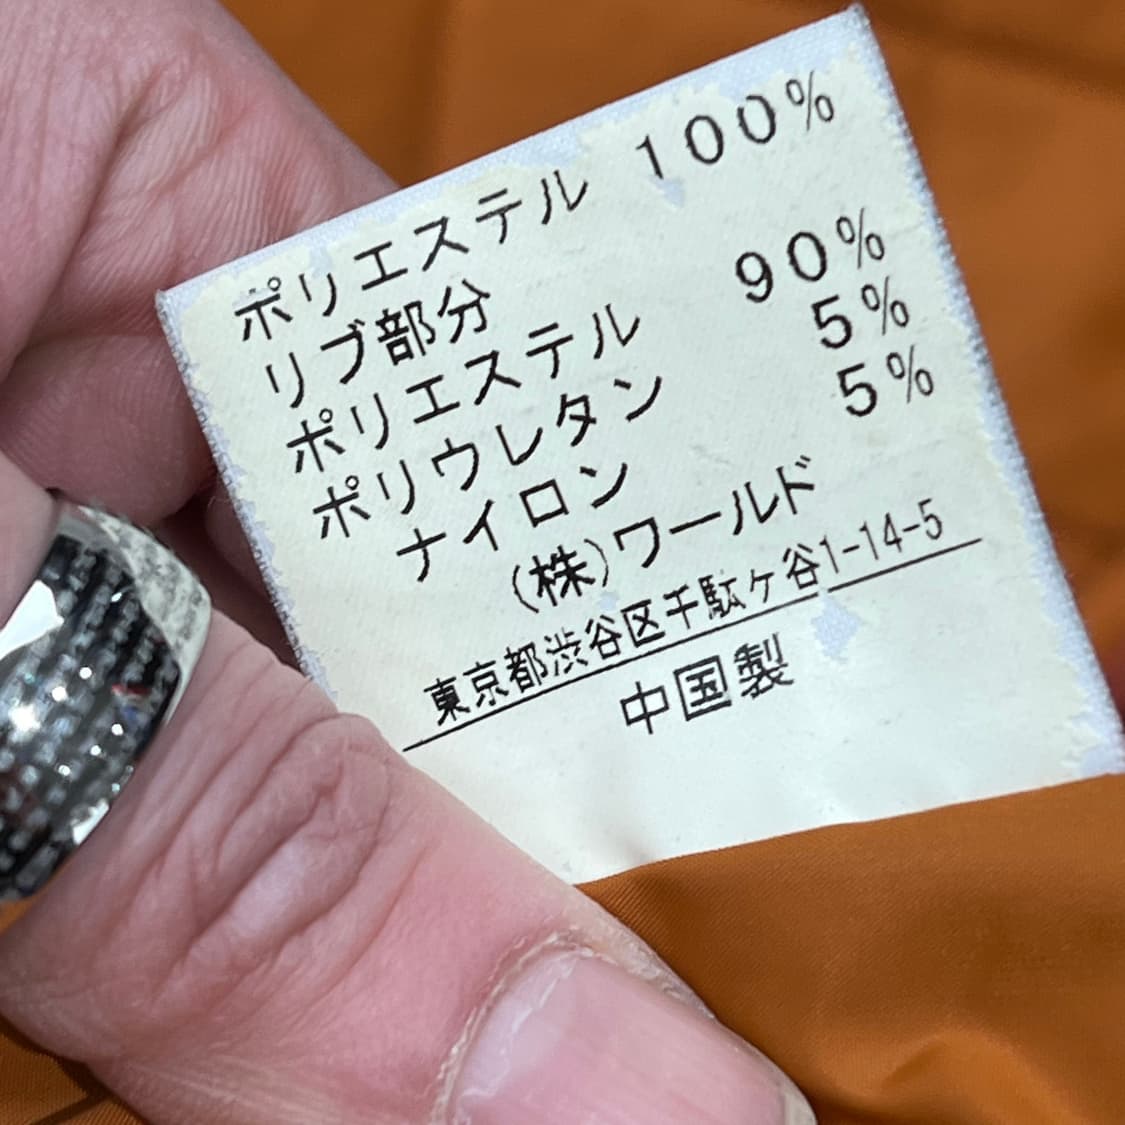 ポリエステル 100%
リブ部分
ポリエステル 90%
ポリウレタン 5%
ナイロン 5%
(株)ワールド
東京都渋谷区千駄ヶ谷1-14-5
中国製